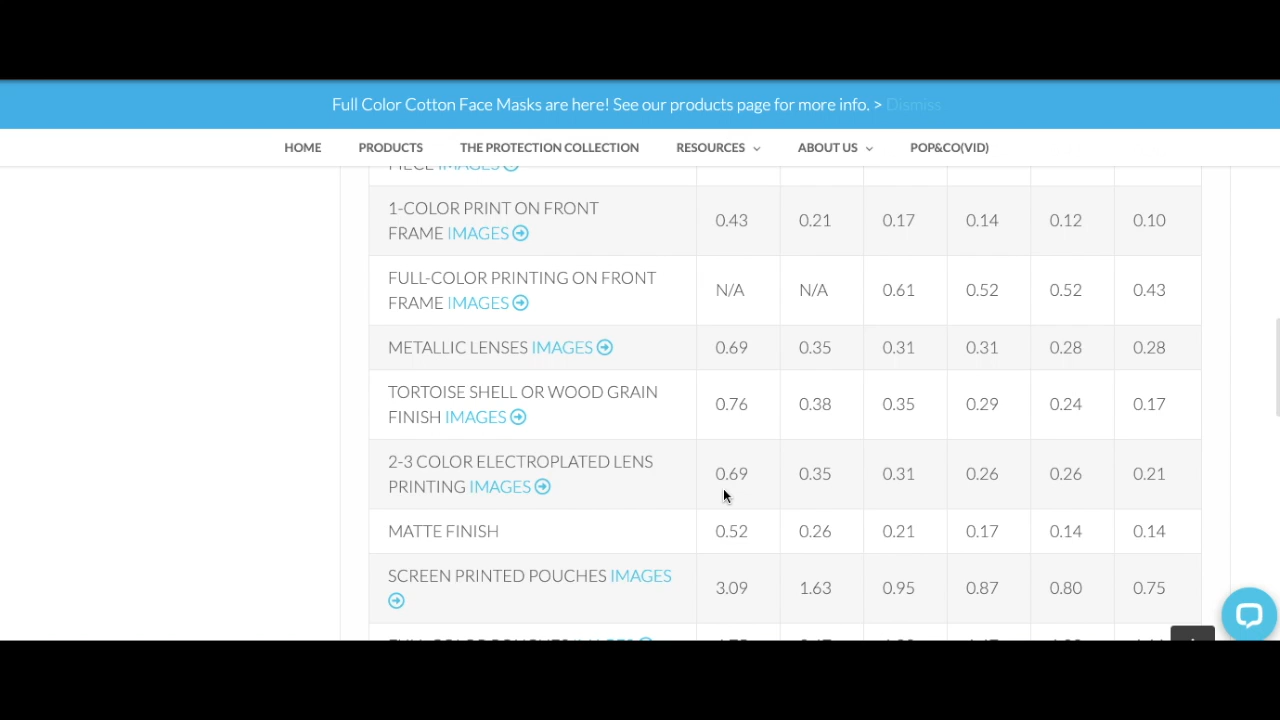 Full Color Cotton Face Masks are here! See our products page for more info. > Dismiss
HOME PRODUCTS THE PROTECTION COLLECTION RESOURCES ABOUT US POP&CO(VID)
PIECE IMAGES
1-COLOR PRINT ON FRONT
FRAME IMAGES
0.43 0.21 0.17 0.14 0.12 0.10
FULL-COLOR PRINTING ON FRONT
FRAME IMAGES
N/A N/A 0.61 0.52 0.52 0.43
METALLIC LENSES IMAGES 0.69 0.35 0.31 0.31 0.28 0.28
TORTOISE SHELL OR WOOD GRAIN
FINISH IMAGES
0.76 0.38 0.35 0.29 0.24 0.17
2-3 COLOR ELECTROPLATED LENS
PRINTING IMAGES
0.69 0.35 0.31 0.26 0.26 0.21
MATTE FINISH 0.52 0.26 0.21 0.17 0.14 0.14
SCREEN PRINTED POUCHES IMAGES
3.09 1.63 0.95 0.87 0.80 0.75